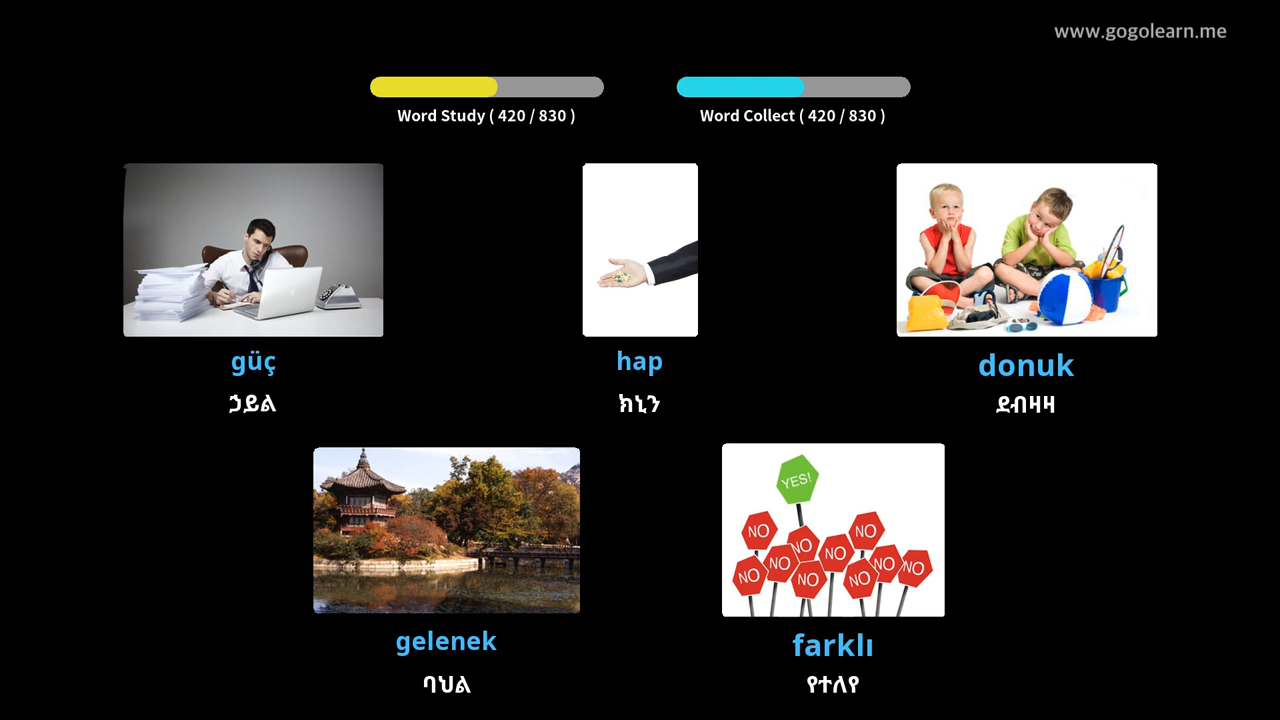 www.gogolearn.me
Word Study ( 420 / 830 )
Word Collect ( 420 / 830 )
güç
ኃይል
hap
ክኒን
donuk
ደብዛዛ
YES!
NO
NO
NO
NO
NO
NO
NO
NO
NO
NO
gelenek
ባህል
farklı
የተለየ